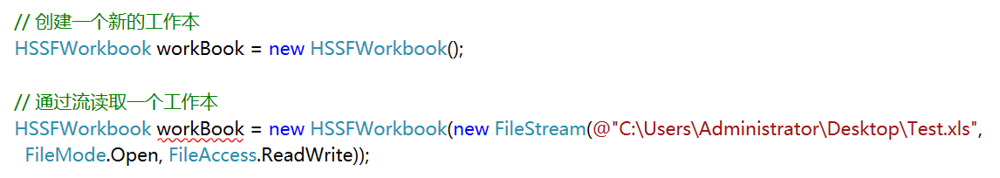 // 创建一个新的工作本
HSSFWorkbook workBook = new HSSFWorkbook();
// 通过流读取一个工作本
HSSFWorkbook workBook = new HSSFWorkbook(new FileStream(@"C:\Users\Administrator\Desktop\Test.xls",
FileMode.Open, FileAccess.ReadWrite));